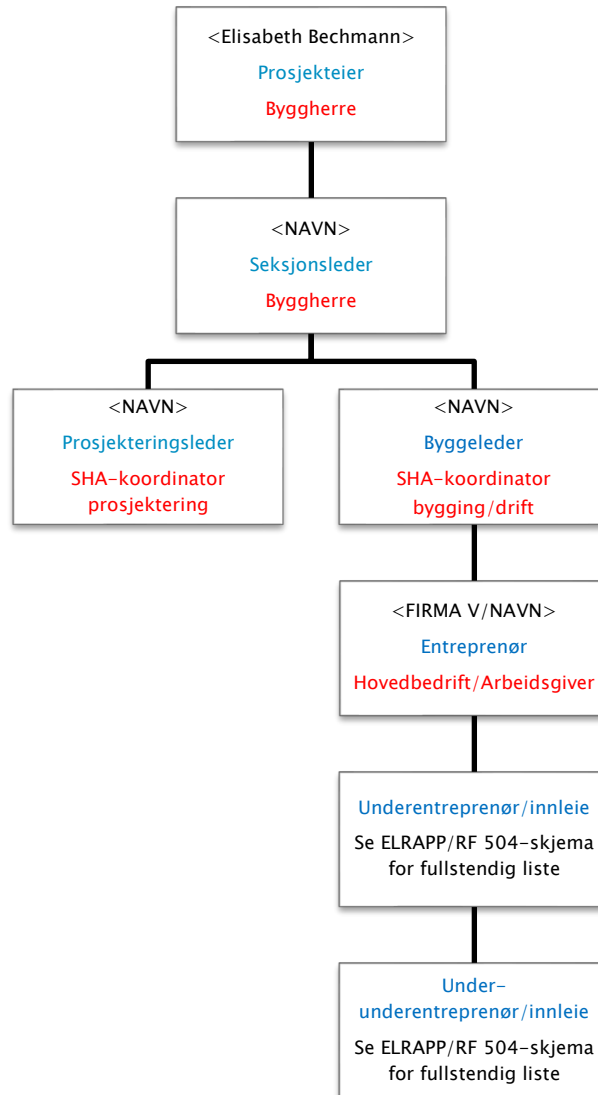 <Elisabeth Bechmann>
Prosjekteier
Byggherre
<NAVN>
Seksjonsleder
Byggherre
<NAVN>
Prosjekteringsleder
SHA-koordinator
prosjektering
<NAVN>
Byggeleder
SHA-koordinator
bygging/drift
<FIRMA V/NAVN>
Entreprenør
Hovedbedrift/Arbeidsgiver
Underentreprenør/innleie
Se ELRAPP/RF 504-skjema
for fullstendig liste
Under-
underentreprenør/innleie
Se ELRAPP/RF 504-skjema
for fullstendig liste